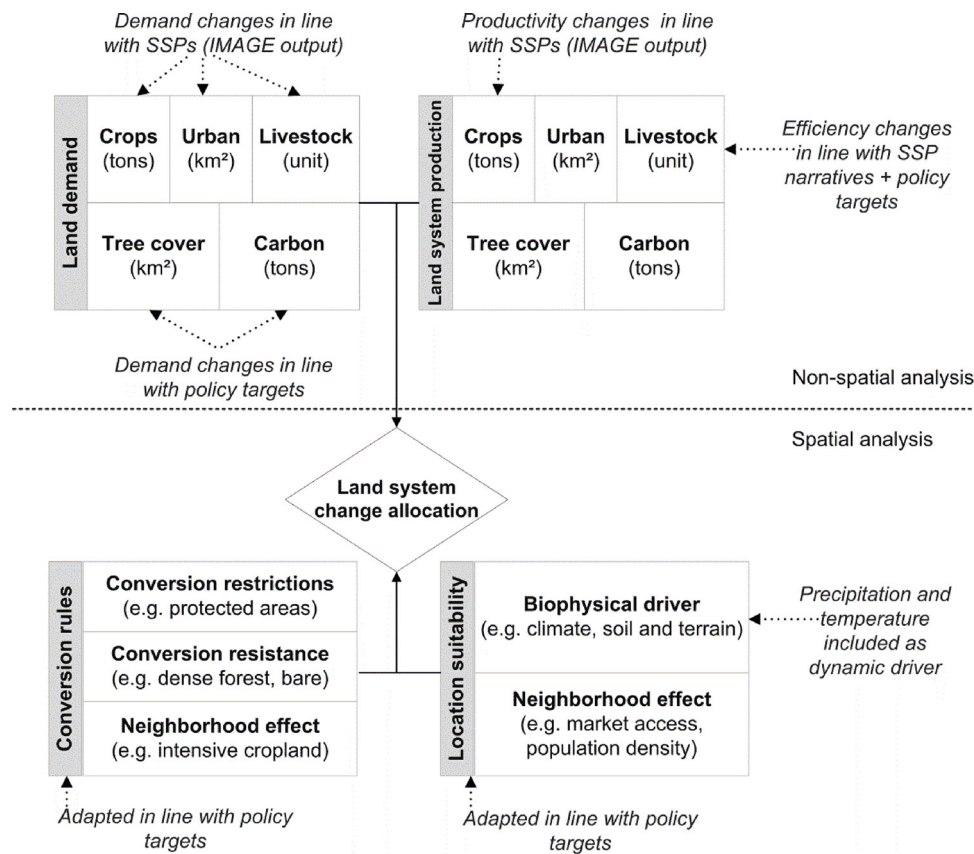 Demand changes in line
with SSPs (IMAGE output)
Productivity changes in line
with SSPs (IMAGE output)
Land demand
Crops
(tons)
Urban
(km²)
Livestock
(unit)
Tree cover
(km²)
Carbon
(tons)
Land system production
Crops
(tons)
Urban
(km²)
Livestock
(unit)
Tree cover
(km²)
Carbon
(tons)
Efficiency changes
in line with SSP
narratives + policy
targets
Demand changes in line
with policy targets
Non-spatial analysis
Spatial analysis
Land system
change allocation
Conversion rules
Conversion restrictions
(e.g. protected areas)
Conversion resistance
(e.g. dense forest, bare)
Neighborhood effect
(e.g. intensive cropland)
Location suitability
Biophysical driver
(e.g. climate, soil and terrain)
Neighborhood effect
(e.g. market access,
population density)
Precipitation and
temperature
included as
dynamic driver
Adapted in line with policy
targets
Adapted in line with policy
targets